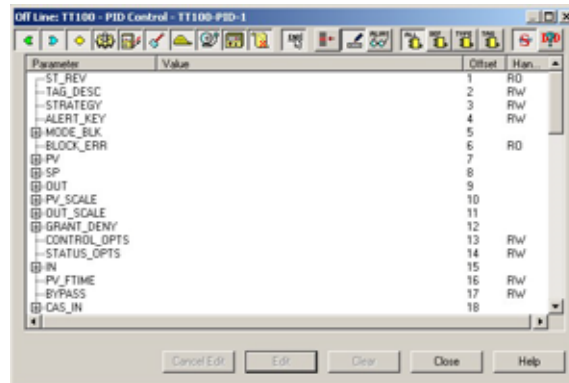 Off Line: TT100 - PID Control - TT100-PID-1
Parameter Value Offset Han...
ST_REV 1 RO
TAG_DESC 2 RW
STRATEGY 3 RW
ALERT_KEY 4 RW
MODE_BLK 5
BLOCK_ERR 6 RO
PV 7
SP 8
OUT 9
PV_SCALE 10
OUT_SCALE 11
GRANT_DENY 12
CONTROL_OPTS 13 RW
STATUS_OPTS 14 RW
IN 15
PV_FTIME 16 RW
BYPASS 17 RW
CAS_IN 18
Cancel Edit Edit Clear Close Help